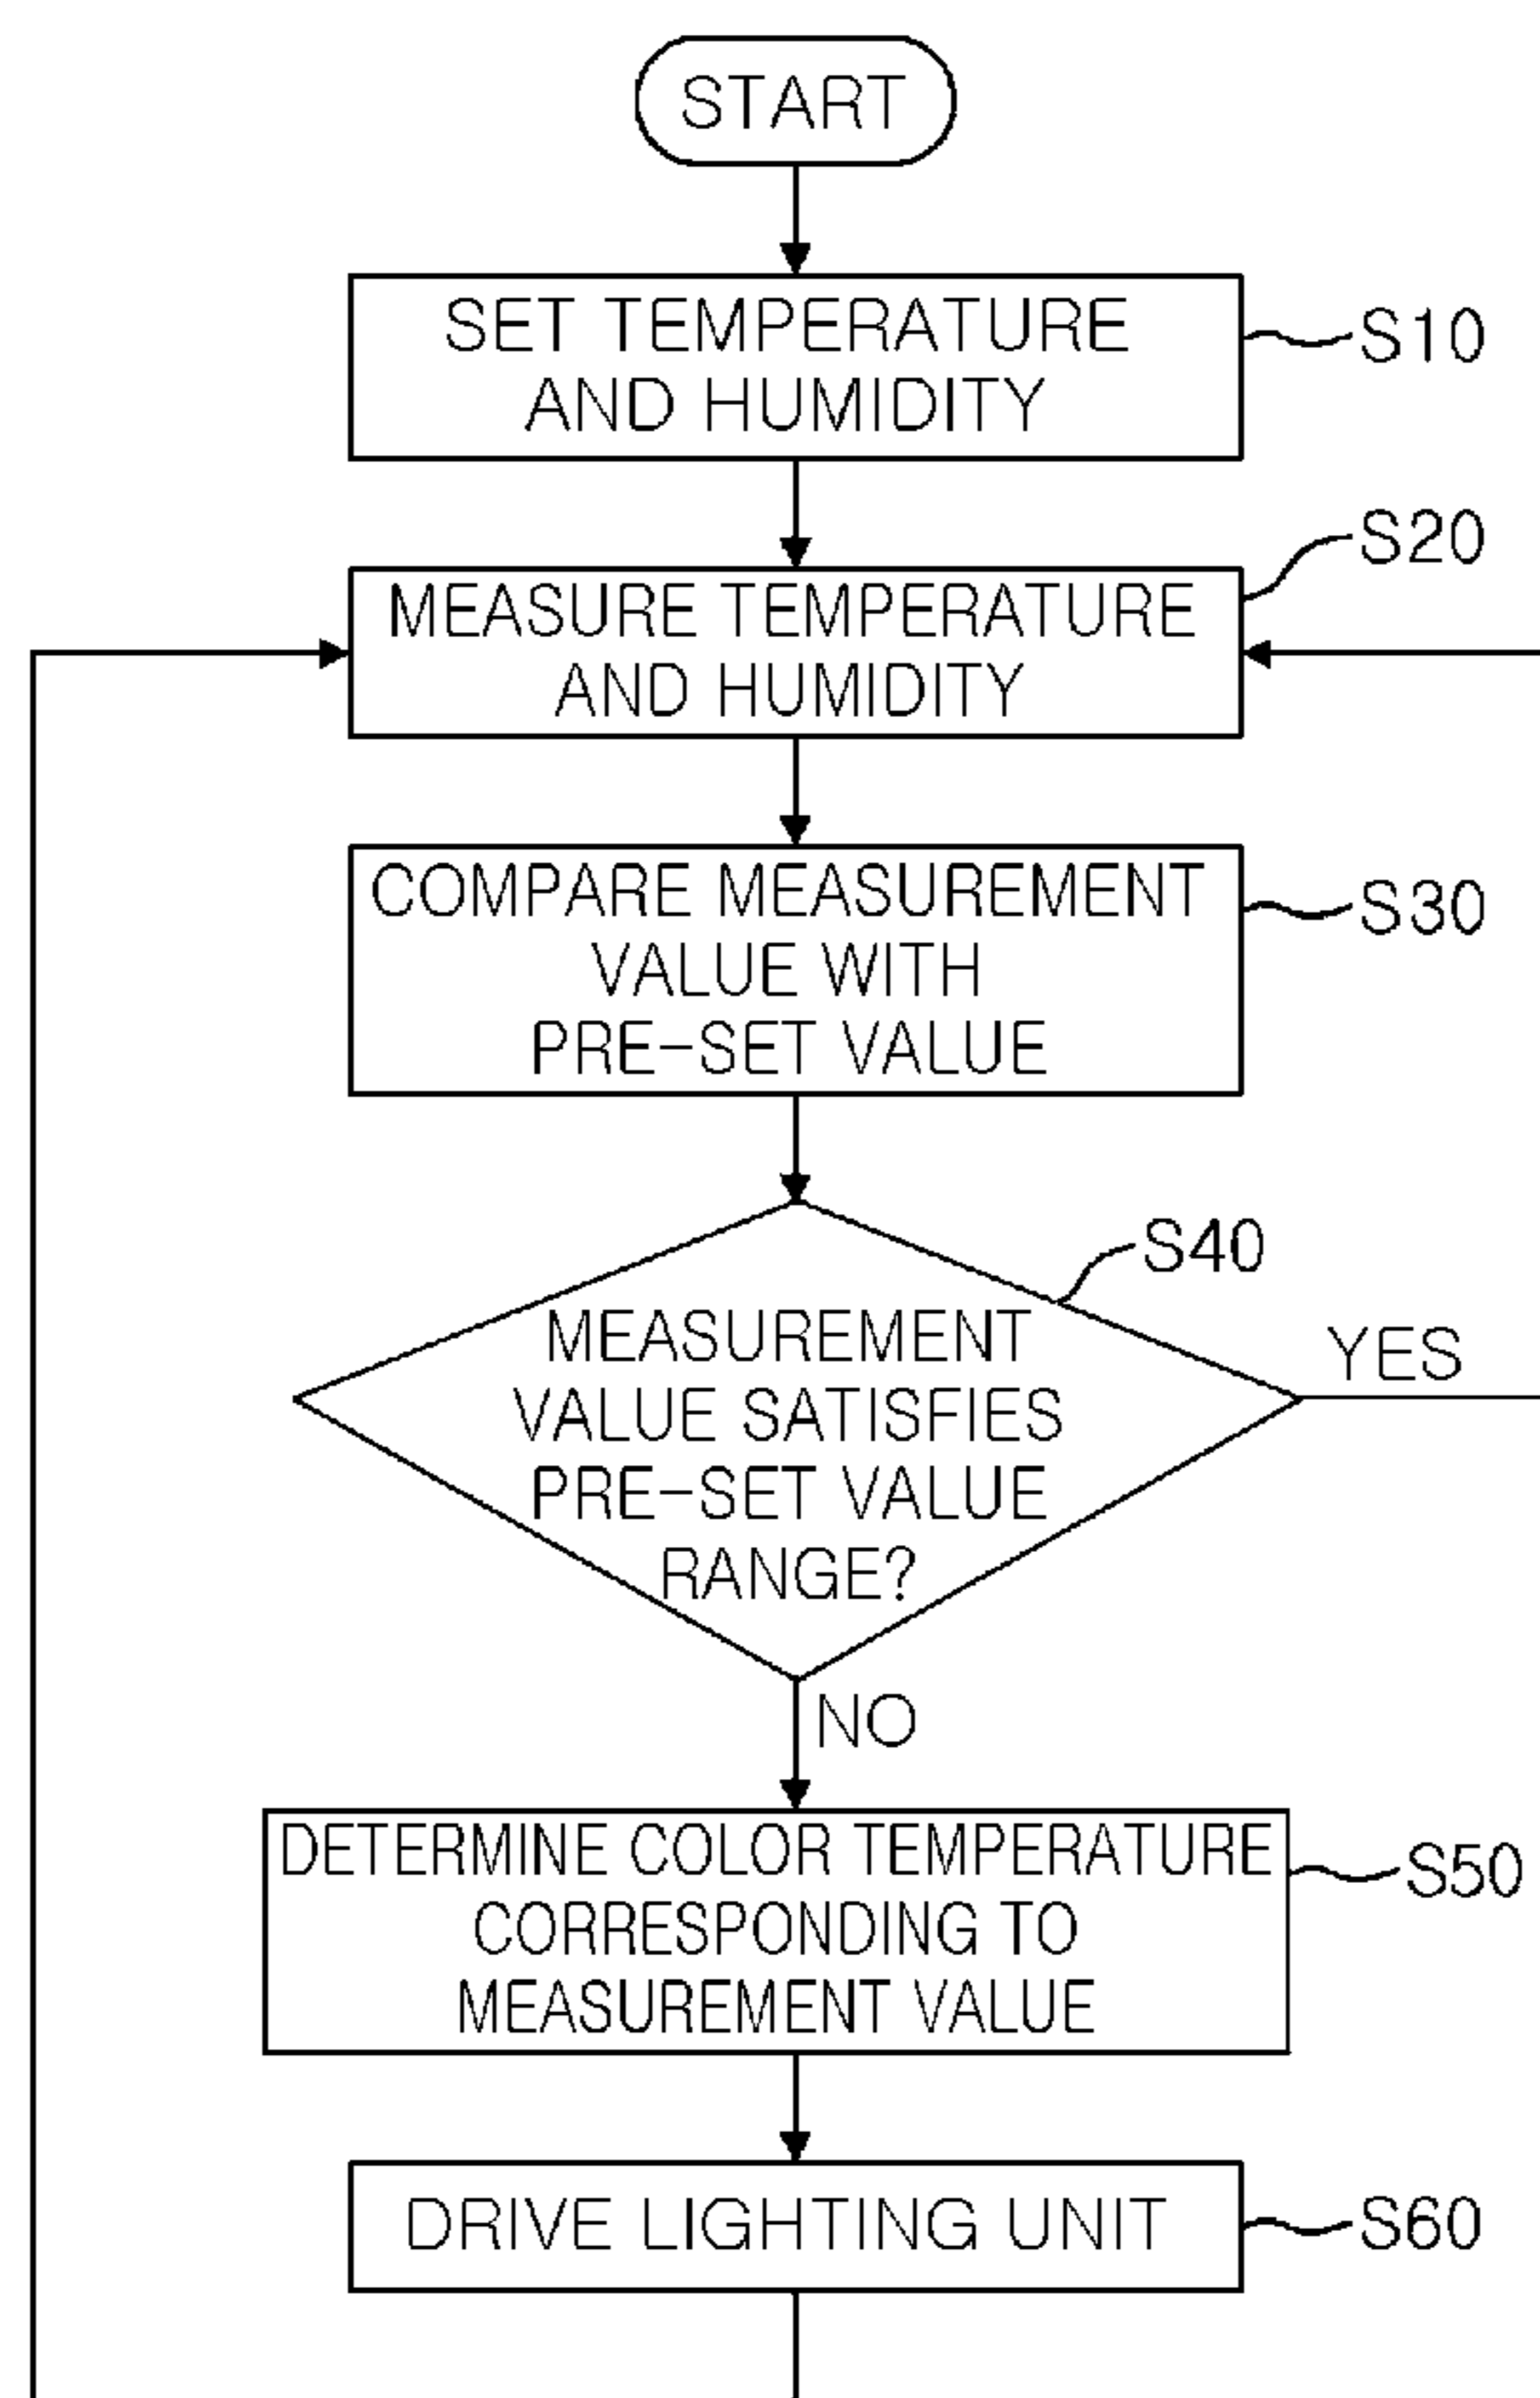 START
SET TEMPERATURE
AND HUMIDITY
S10
S20
MEASURE TEMPERATURE
AND HUMIDITY
COMPARE MEASUREMENT
VALUE WITH
PRE-SET VALUE
S30
S40
MEASUREMENT
VALUE SATISFIES
PRE-SET VALUE
RANGE?
YES
NO
DETERMINE COLOR TEMPERATURE
CORRESPONDING TO
MEASUREMENT VALUE
S50
DRIVE LIGHTING UNIT
S60